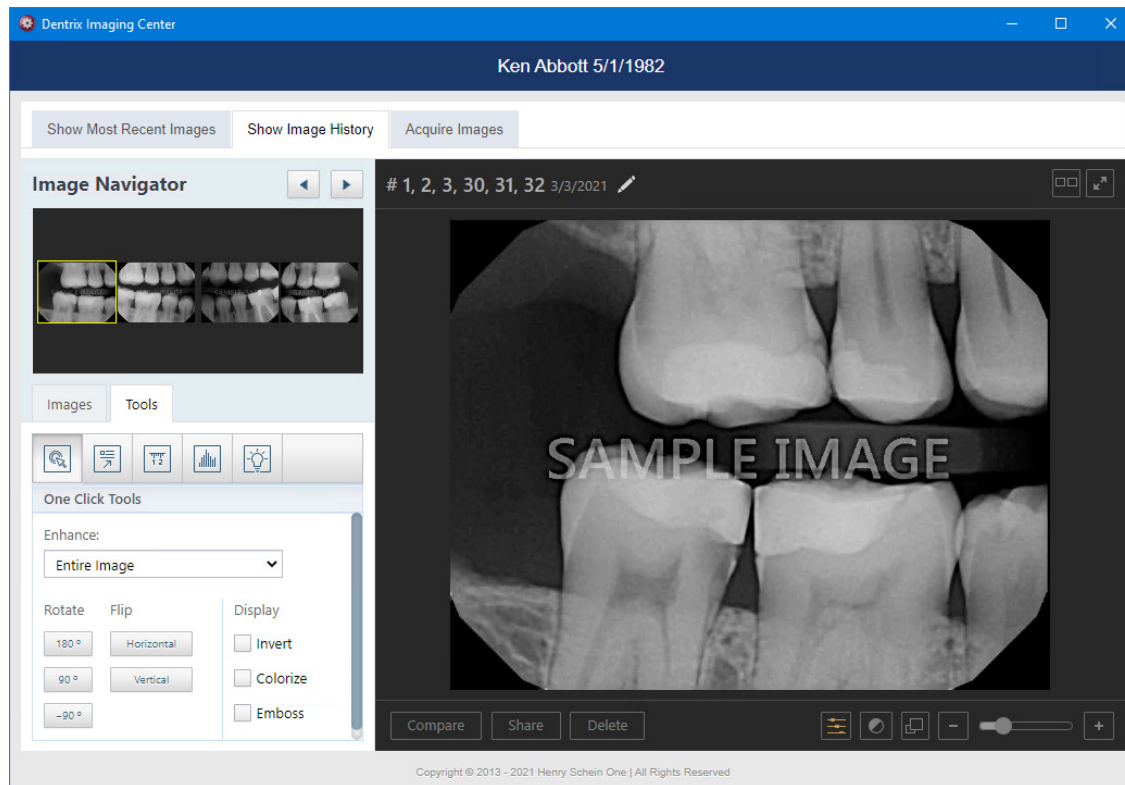 Dentrix Imaging Center
Ken Abbott 5/1/1982
Show Most Recent Images
Show Image History
Acquire Images
Image Navigator
# 1, 2, 3, 30, 31, 32 3/3/2021
SAMPLE IMAGE
Images
Tools
1 2
One Click Tools
Enhance:
Entire Image
Rotate
Flip
Display
180 °
Horizontal
Invert
90 °
Vertical
Colorize
-90 °
Emboss
Compare
Share
Delete
Copyright © 2013 - 2021 Henry Schein One | All Rights Reserved